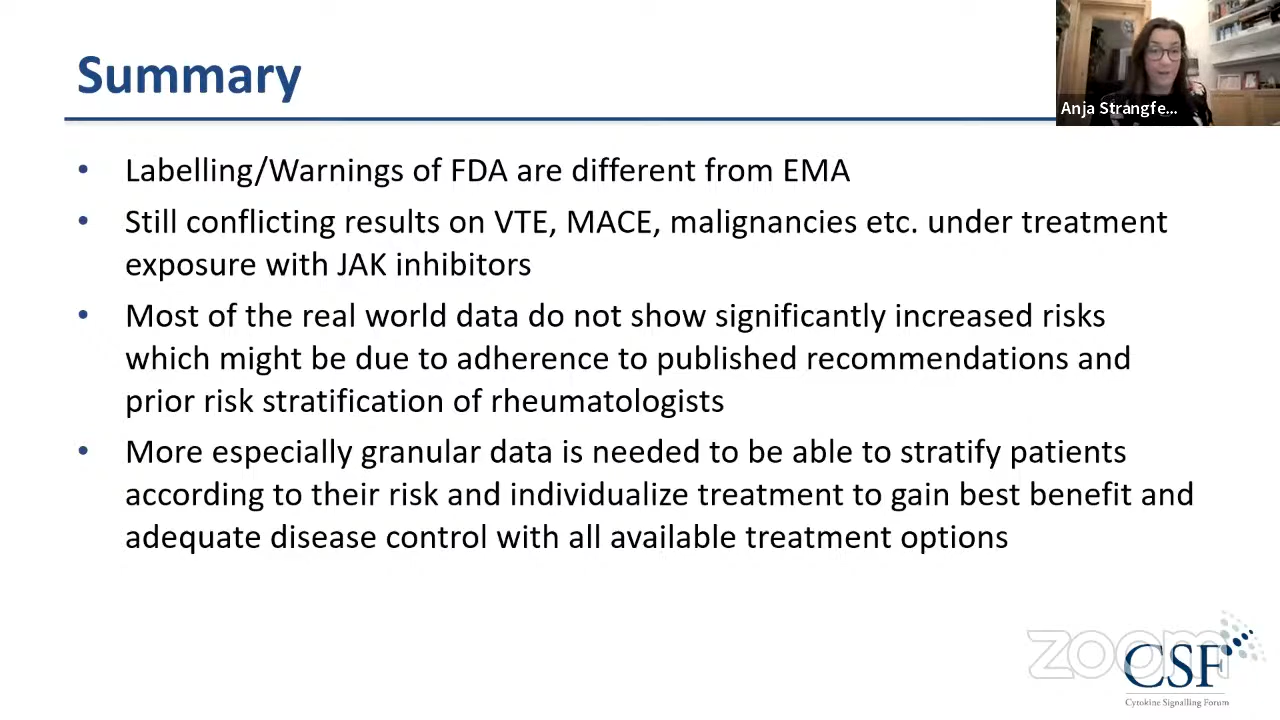 Summary
Anja Strangfe...
• Labelling/Warnings of FDA are different from EMA
• Still conflicting results on VTE, MACE, malignancies etc. under treatment
exposure with JAK inhibitors
• Most of the real world data do not show significantly increased risks
which might be due to adherence to published recommendations and
prior risk stratification of rheumatologists
• More especially granular data is needed to be able to stratify patients
according to their risk and individualize treatment to gain best benefit and
adequate disease control with all available treatment options
zoom
CSF
Cytokine Signalling Forum